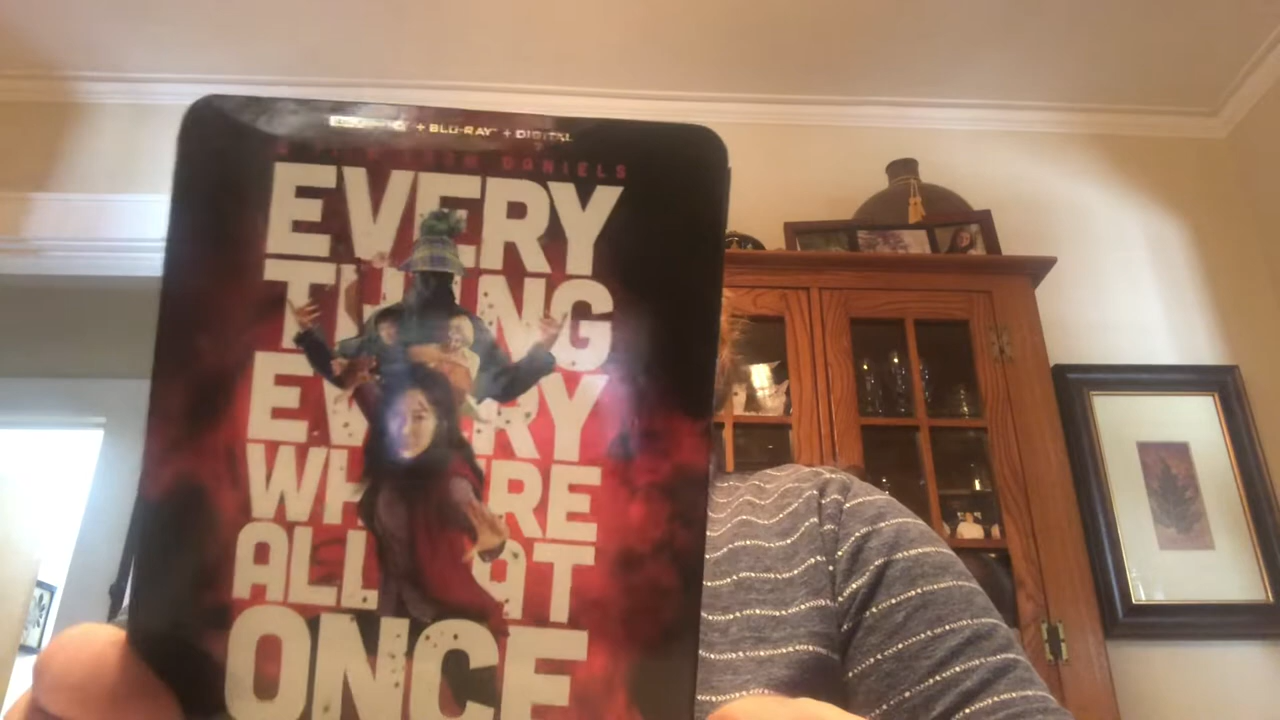 + BLU-RAY + DIGITAL
DANIELS
EVERY
THING
EVERY
WHERE
ALL AT
ONCE